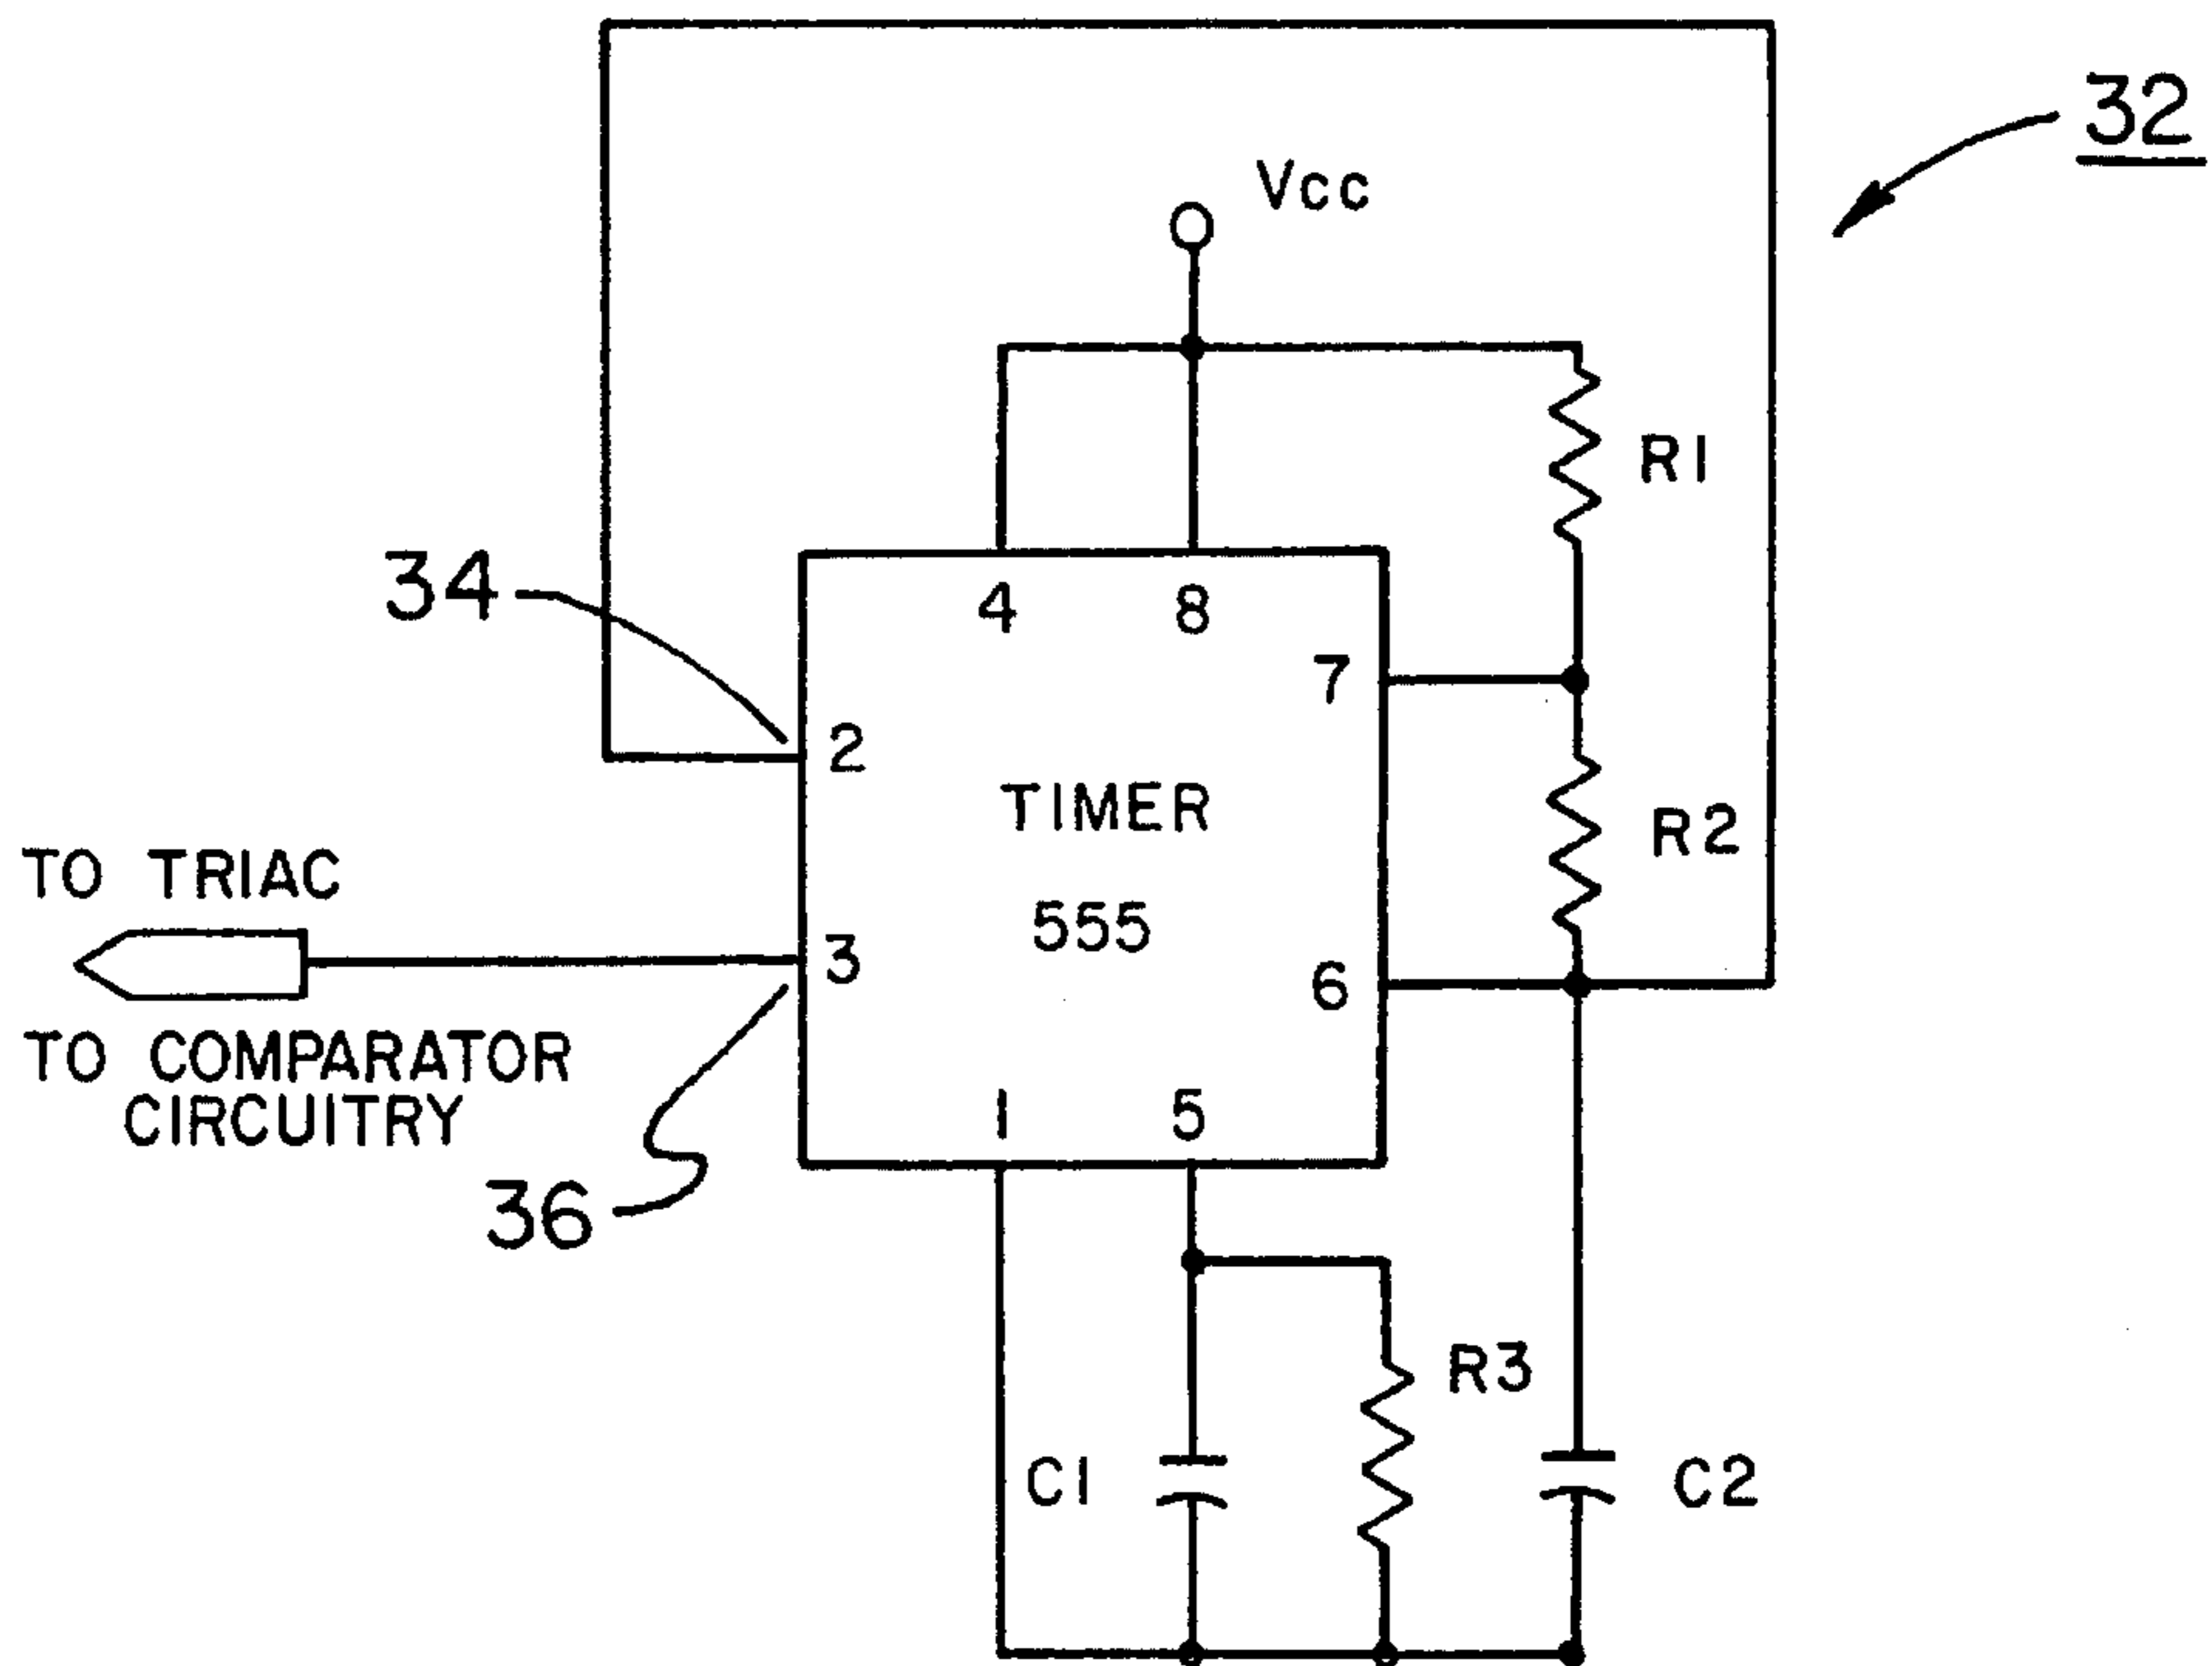 32
Vcc
R1
34
4 8
7
2
TIMER
R2
TO TRIAC
555
3
6
TO COMPARATOR
CIRCUITRY
1 5
36
R3
C1
C2